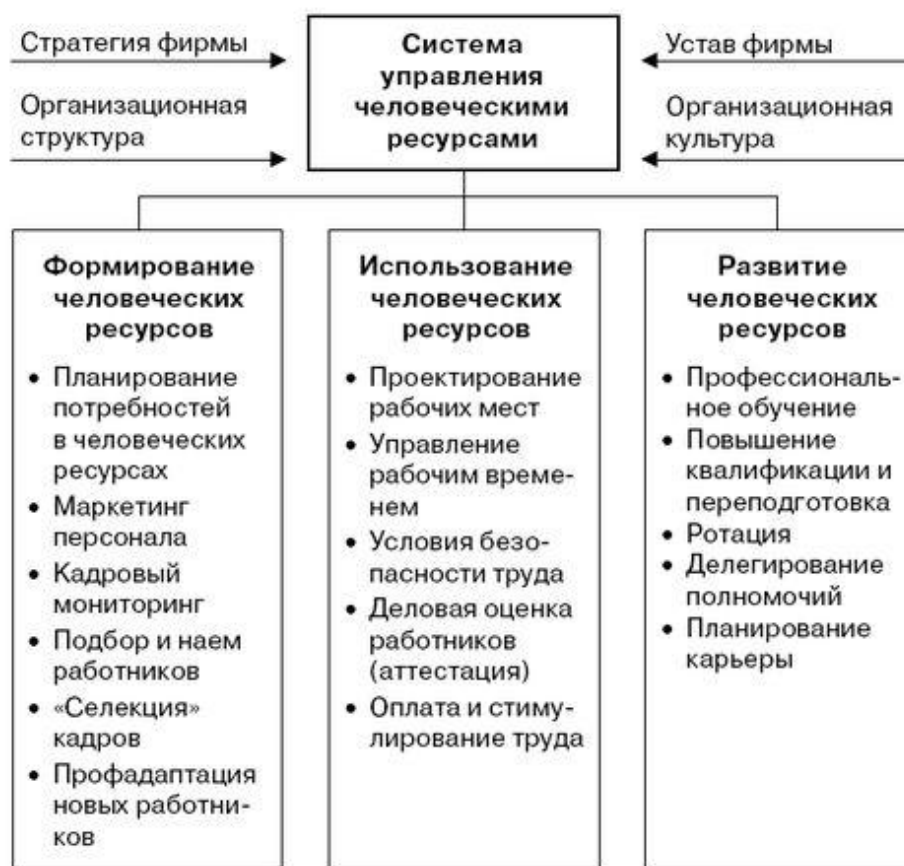 Стратегия фирмы
Организационная
структура
Система
управления
человеческими
ресурсами
Устав фирмы
Организационная
культура
Формирование
человеческих
ресурсов
• Планирование
потребностей
в человеческих
ресурсах
• Маркетинг
персонала
• Кадровый
мониторинг
• Подбор и наем
работников
• «Селекция»
кадров
• Профадаптация
новых работни-
ков
Использование
человеческих
ресурсов
• Проектирование
рабочих мест
• Управление
рабочим време-
нем
• Условия безо-
пасности труда
• Деловая оценка
работников
(аттестация)
• Оплата и стиму-
лирование труда
Развитие
человеческих
ресурсов
• Профессиональ-
ное обучение
• Повышение
квалификации и
переподготовка
• Ротация
• Делегирование
полномочий
• Планирование
карьеры